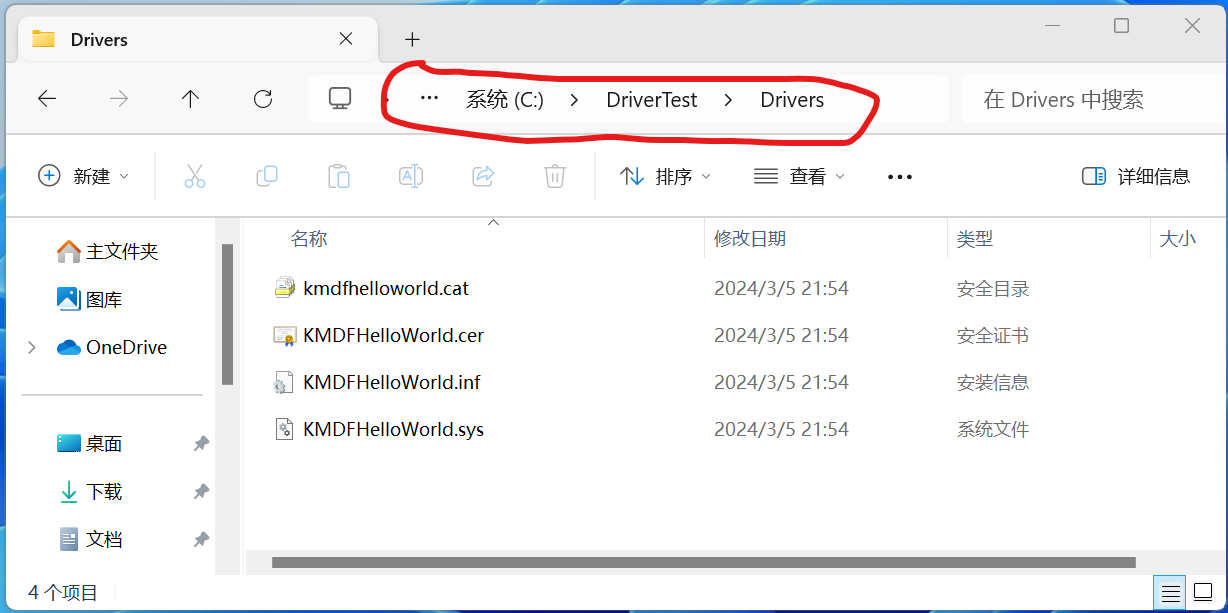 Drivers
… 系统 (C:) > DriverTest > Drivers 在 Drivers 中搜索
新建 排序 查看 ••• 详细信息
名称 修改日期 类型 大小
主文件夹
图库
OneDrive
桌面
下载
文档
kmdfhelloworld.cat 2024/3/5 21:54 安全目录
KMDFHelloWorld.cer 2024/3/5 21:54 安全证书
KMDFHelloWorld.inf 2024/3/5 21:54 安装信息
KMDFHelloWorld.sys 2024/3/5 21:54 系统文件
4 个项目